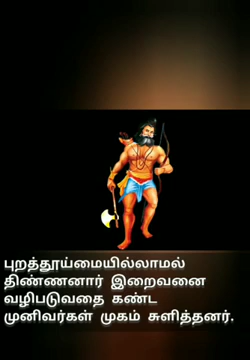 புறத்தூய்மையில்லாமல்
திண்ணனார் இறைவனை
வழிபடுவதை கண்ட
முனிவர்கள் முகம் சுளித்தனர்.